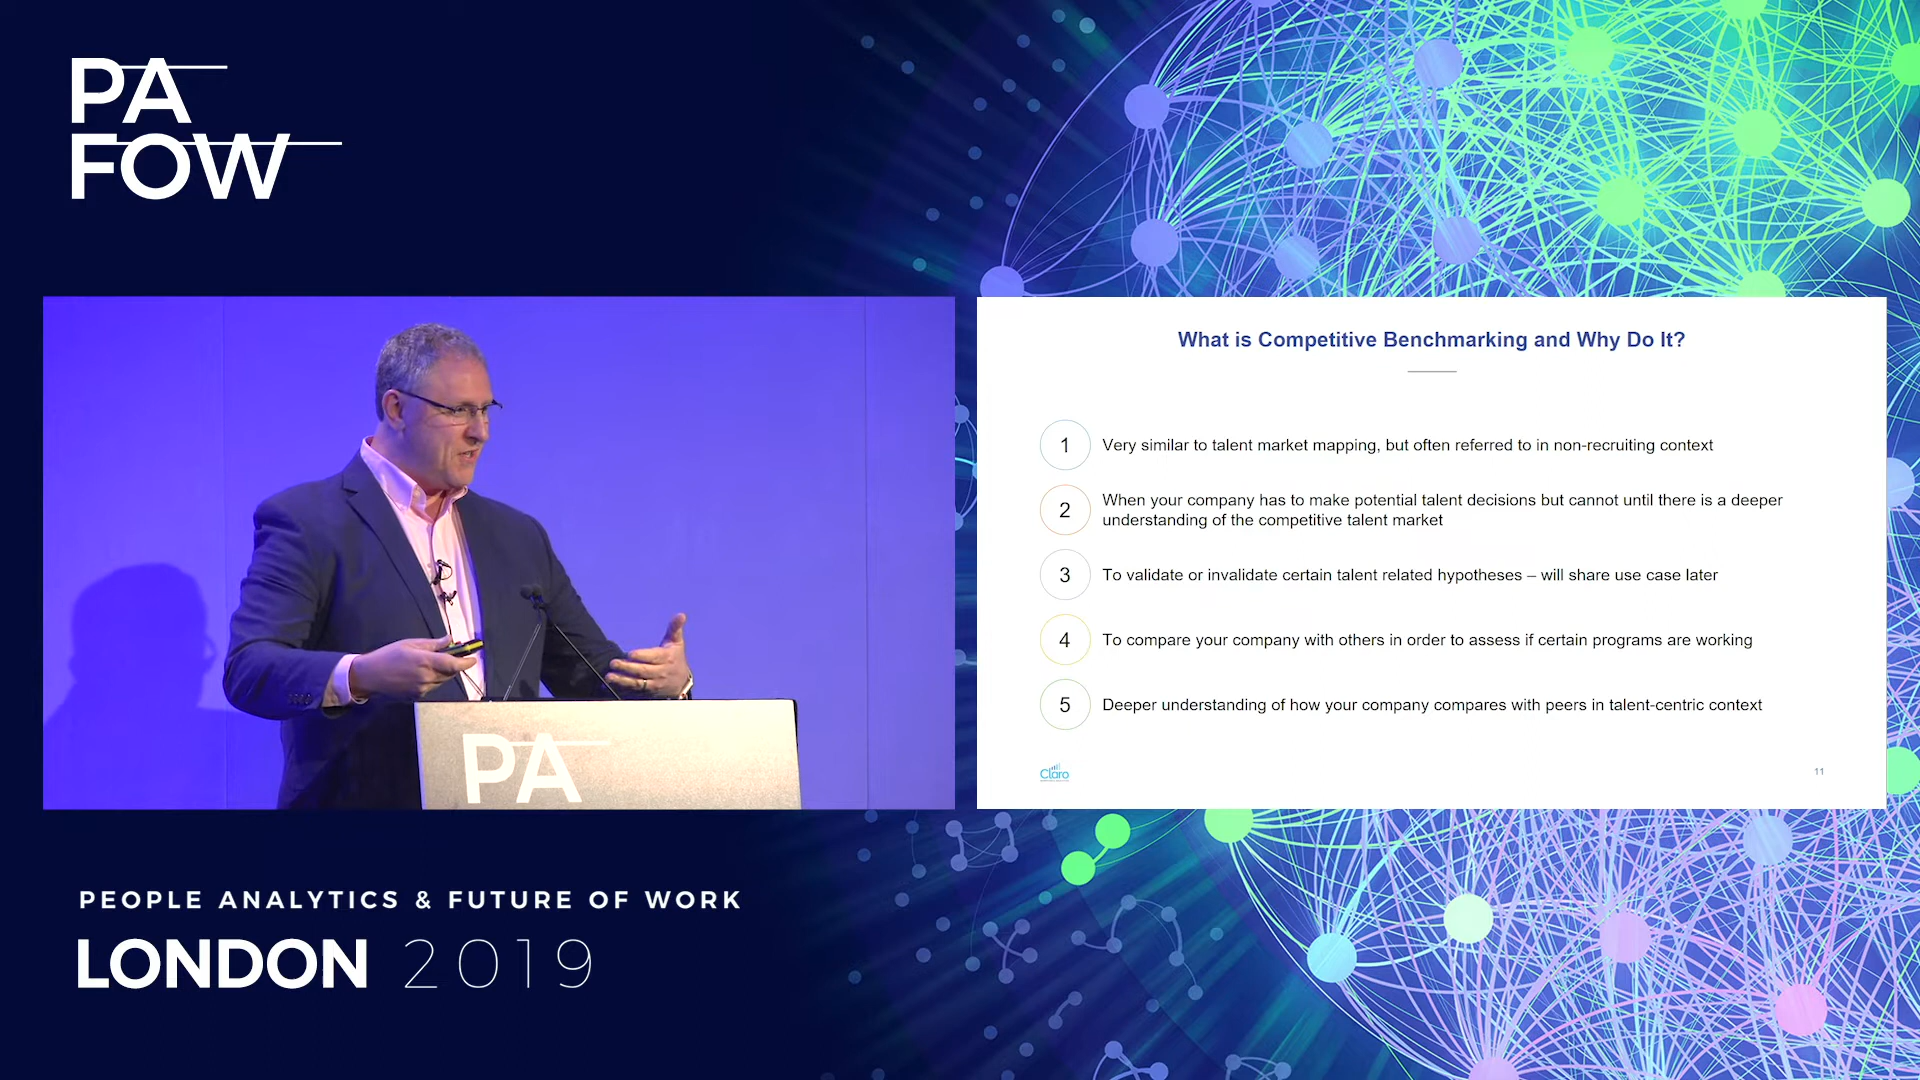 PA
FOW
What is Competitive Benchmarking and Why Do It?
1 Very similar to talent market mapping, but often referred to in non-recruiting context
2 When your company has to make potential talent decisions but cannot until there is a deeper
understanding of the competitive talent market
3 To validate or invalidate certain talent related hypotheses – will share use case later
4 To compare your company with others in order to assess if certain programs are working
5 Deeper understanding of how your company compares with peers in talent-centric context
Claro
11
PA
PEOPLE ANALYTICS & FUTURE OF WORK
LONDON 2019